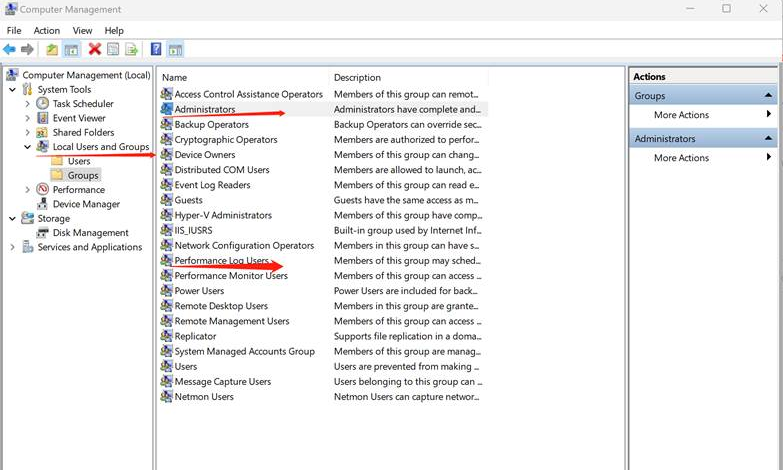 Computer Management
File Action View Help
Computer Management (Local)
System Tools
Task Scheduler
Event Viewer
Shared Folders
Local Users and Groups
Users
Groups
Performance
Device Manager
Storage
Disk Management
Services and Applications
Name Description
Access Control Assistance Operators Members of this group can remot...
Administrators Administrators have complete and...
Backup Operators Backup Operators can override sec...
Cryptographic Operators Members are authorized to perfor...
Device Owners Members of this group can chang...
Distributed COM Users Members are allowed to launch, ac...
Event Log Readers Members of this group can read e...
Guests Guests have the same access as m...
Hyper-V Administrators Members of this group have comp...
IIS_IUSRS Built-in group used by Internet Inf...
Network Configuration Operators Members in this group can have s...
Performance Log Users Members of this group may sched...
Performance Monitor Users Members of this group can access ...
Power Users Power Users are included for back...
Remote Desktop Users Members in this group are grante...
Remote Management Users Members of this group can access ...
Replicator Supports file replication in a doma...
System Managed Accounts Group Members of this group are manag...
Users Users are prevented from making ...
Message Capture Users Users belonging to this group can ...
Netmon Users Netmon Users can capture networ...
Actions
Groups
More Actions
Administrators
More Actions